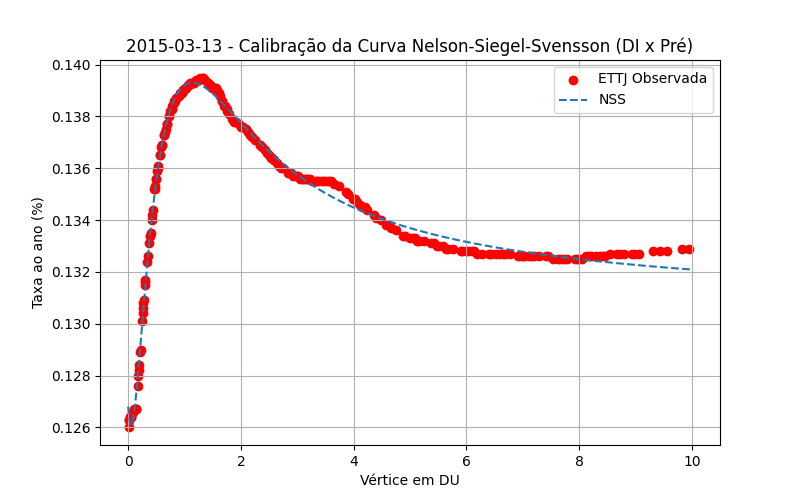 2015-03-13 - Calibração da Curva Nelson-Siegel-Svensson (DI x Pré)
ETTJ Observada
NSS
Taxa ao ano (%)
0.140
0.138
0.136
0.134
0.132
0.130
0.128
0.126
0 2 4 6 8 10
Vértice em DU